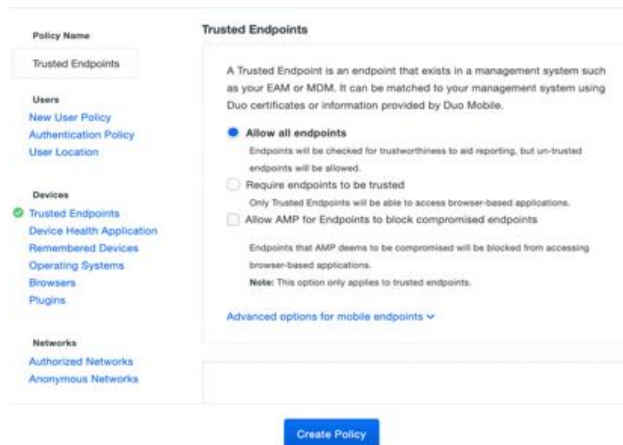 Policy Name
Trusted Endpoints
Users
New User Policy
Authentication Policy
User Location
Devices
Trusted Endpoints
Device Health Application
Remembered Devices
Operating Systems
Browsers
Plugins
Networks
Authorized Networks
Anonymous Networks
Trusted Endpoints
A Trusted Endpoint is an endpoint that exists in a management system such
as your EAM or MDM. It can be matched to your management system using
Duo certificates or information provided by Duo Mobile.
Allow all endpoints
Endpoints will be checked for trustworthiness to aid reporting, but un-trusted
endpoints will be allowed.
Require endpoints to be trusted
Only Trusted Endpoints will be able to access browser-based applications.
Allow AMP for Endpoints to block compromised endpoints
Endpoints that AMP deems to be compromised will be blocked from accessing
browser-based applications.
Note: This option only applies to trusted endpoints.
Advanced options for mobile endpoints
Create Policy